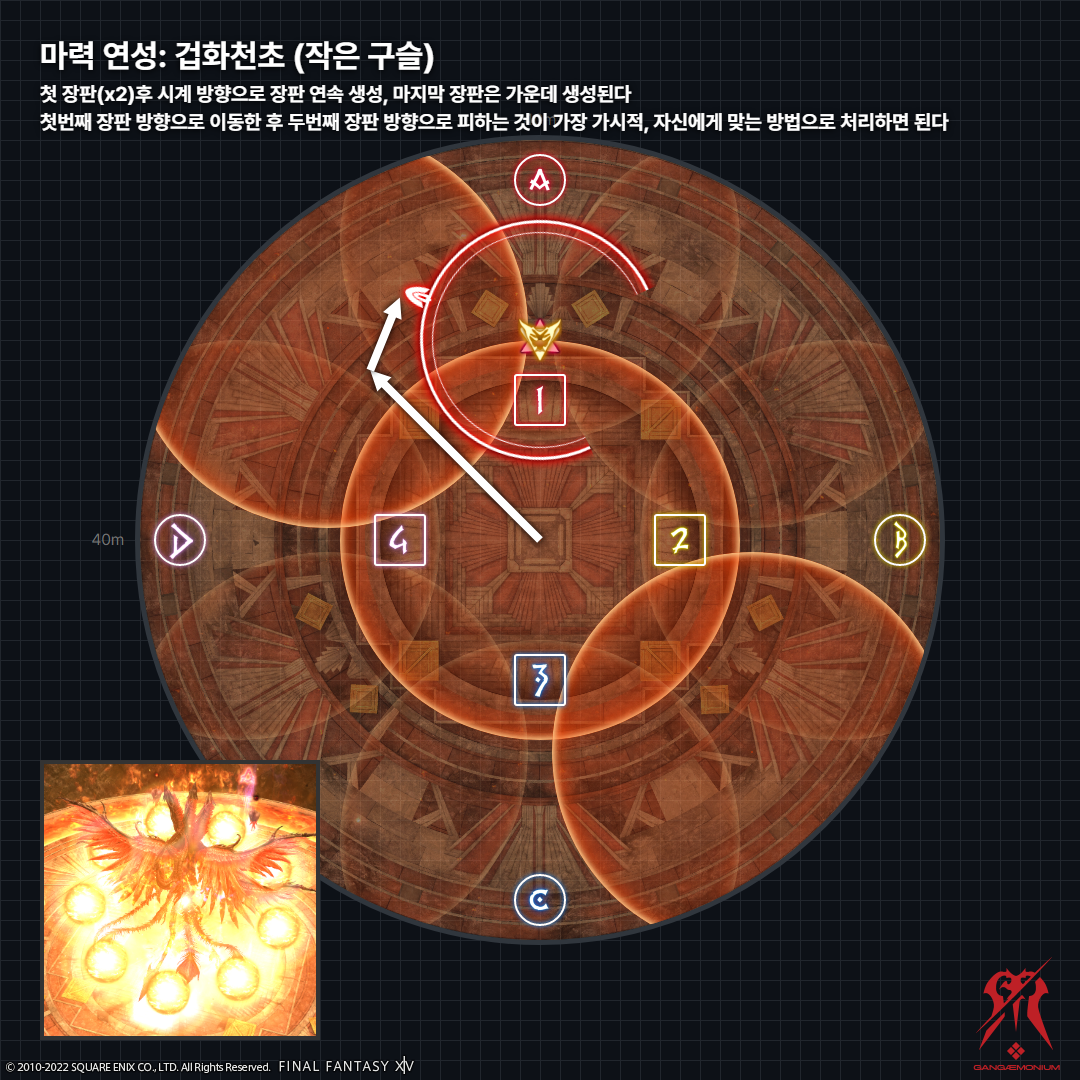 마력 연성: 겁화천초 (작은 구슬)
첫 장판(x2)후 시계 방향으로 장판 연속 생성, 마지막 장판은 가운데 생성된다
첫번째 장판 방향으로 이동한 후 두번째 장판 방향으로 피하는 것이 가장 가시적, 자신에게 맞는 방법으로 처리하면 된다
A
1
40m
D
4
2
B
3
C
© 2010-2022 SQUARE ENIX CO., LTD. All Rights Reserved. FINAL FANTASY XIV
GANGÆMONIUM